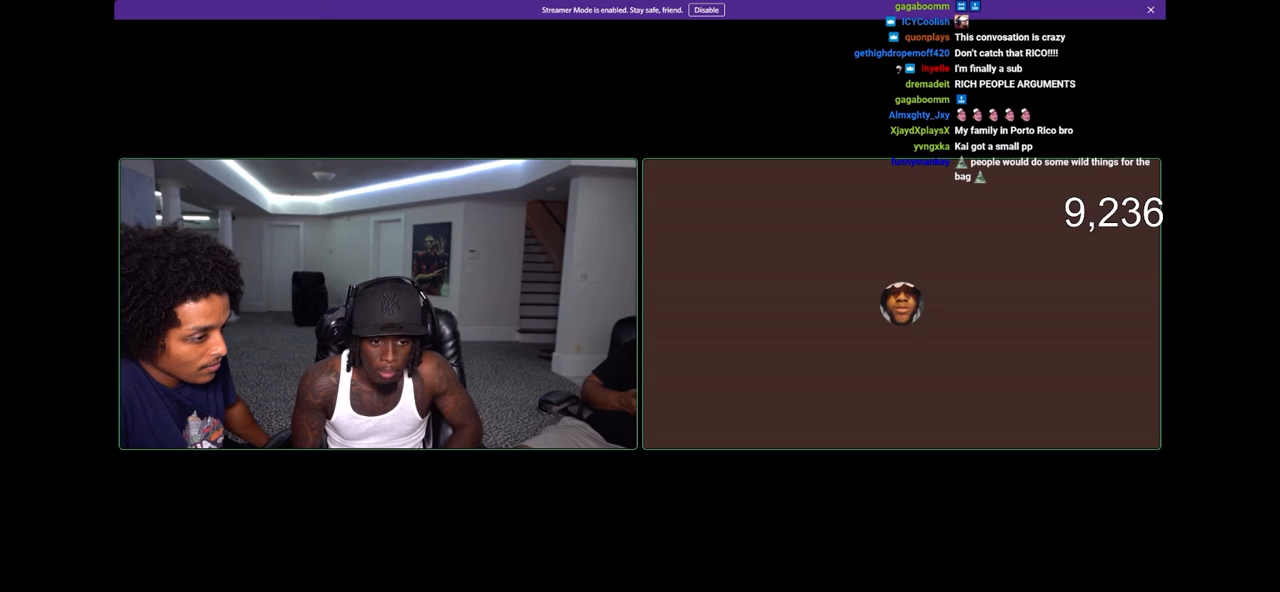 Streamer Mode is enabled. Stay safe, friend. Disable
gagaboomm
ICYCoolish
quonplays This convosation is crazy
gethighdropemoff420 Don't catch that RICO!!!!
I'm finally a sub
dremadeit RICH PEOPLE ARGUMENTS
gagaboomm
Almxghty_Jxy
XjaydXplaysX My family in Porto Rico bro
yvngxka Kai got a small pp
funnymankey people would do some wild things for the
bag
9,236